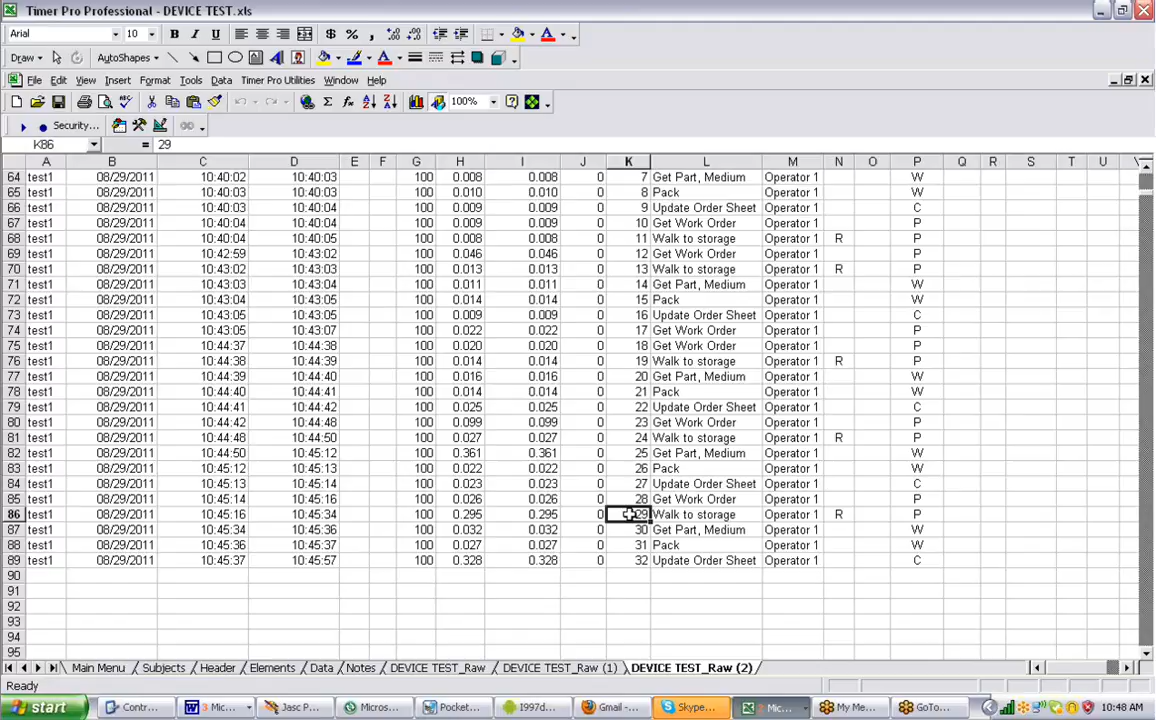 Timer Pro Professional - DEVICE TEST.xls
Arial 10 B I U $ %
Draw AutoShapes
File Edit View Insert Format Tools Data Timer Pro Utilities Window Help
100%
Security...
K86 = 29
A B C D E F G H I J K L M N O P Q R S T U V
64 test1 08/29/2011 10:40:02 10:40:03 100 0.008 0.008 0 7 Get Part, Medium Operator 1 W
65 test1 08/29/2011 10:40:03 10:40:03 100 0.010 0.010 0 8 Pack Operator 1 W
66 test1 08/29/2011 10:40:03 10:40:04 100 0.009 0.009 0 9 Update Order Sheet Operator 1 C
67 test1 08/29/2011 10:40:04 10:40:04 100 0.009 0.009 0 10 Get Work Order Operator 1 P
68 test1 08/29/2011 10:40:04 10:40:05 100 0.008 0.008 0 11 Walk to storage Operator 1 R P
69 test1 08/29/2011 10:42:59 10:43:02 100 0.046 0.046 0 12 Get Work Order Operator 1 P
70 test1 08/29/2011 10:43:02 10:43:03 100 0.013 0.013 0 13 Walk to storage Operator 1 R P
71 test1 08/29/2011 10:43:03 10:43:04 100 0.011 0.011 0 14 Get Part, Medium Operator 1 W
72 test1 08/29/2011 10:43:04 10:43:05 100 0.014 0.014 0 15 Pack Operator 1 W
73 test1 08/29/2011 10:43:05 10:43:05 100 0.009 0.009 0 16 Update Order Sheet Operator 1 C
74 test1 08/29/2011 10:43:05 10:43:07 100 0.022 0.022 0 17 Get Work Order Operator 1 P
75 test1 08/29/2011 10:44:37 10:44:38 100 0.020 0.020 0 18 Get Work Order Operator 1 P
76 test1 08/29/2011 10:44:38 10:44:39 100 0.014 0.014 0 19 Walk to storage Operator 1 R P
77 test1 08/29/2011 10:44:39 10:44:40 100 0.016 0.016 0 20 Get Part, Medium Operator 1 W
78 test1 08/29/2011 10:44:40 10:44:41 100 0.014 0.014 0 21 Pack Operator 1 W
79 test1 08/29/2011 10:44:41 10:44:42 100 0.025 0.025 0 22 Update Order Sheet Operator 1 C
80 test1 08/29/2011 10:44:42 10:44:48 100 0.099 0.099 0 23 Get Work Order Operator 1 P
81 test1 08/29/2011 10:44:48 10:44:50 100 0.027 0.027 0 24 Walk to storage Operator 1 R P
82 test1 08/29/2011 10:44:50 10:45:12 100 0.361 0.361 0 25 Get Part, Medium Operator 1 W
83 test1 08/29/2011 10:45:12 10:45:13 100 0.022 0.022 0 26 Pack Operator 1 W
84 test1 08/29/2011 10:45:13 10:45:14 100 0.023 0.023 0 27 Update Order Sheet Operator 1 C
85 test1 08/29/2011 10:45:14 10:45:16 100 0.026 0.026 0 28 Get Work Order Operator 1 P
86 test1 08/29/2011 10:45:16 10:45:34 100 0.295 0.295 0 29 Walk to storage Operator 1 R P
87 test1 08/29/2011 10:45:34 10:45:36 100 0.032 0.032 0 30 Get Part, Medium Operator 1 W
88 test1 08/29/2011 10:45:36 10:45:37 100 0.027 0.027 0 31 Pack Operator 1 W
89 test1 08/29/2011 10:45:37 10:45:57 100 0.328 0.328 0 32 Update Order Sheet Operator 1 C
90
91
92
93
94
95
Main Menu Subjects Header Elements Data Notes DEVICE TEST_Raw DEVICE TEST_Raw (1) DEVICE TEST_Raw (2)
Ready
start Contr... 3 Mic... Jasc P... Micros... Pocket... I997d... Gmail -... Skype... 2 Mic... My Me... GoTo... 10:48 AM